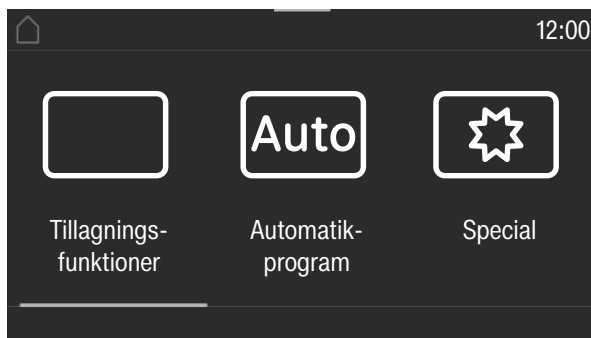 12:00
Auto
Tillagnings-
funktioner
Automatik-
program
Special